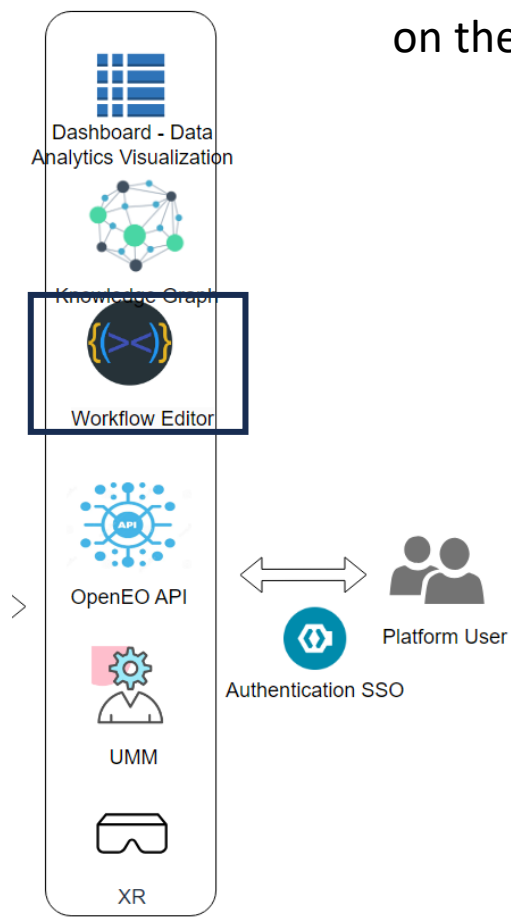 on the
Dashboard - Data
Analytics Visualization
Knowledge Graph
{(><)}
Workflow Editor
API
OpenEO API
Platform User
Authentication SSO
UMM
XR